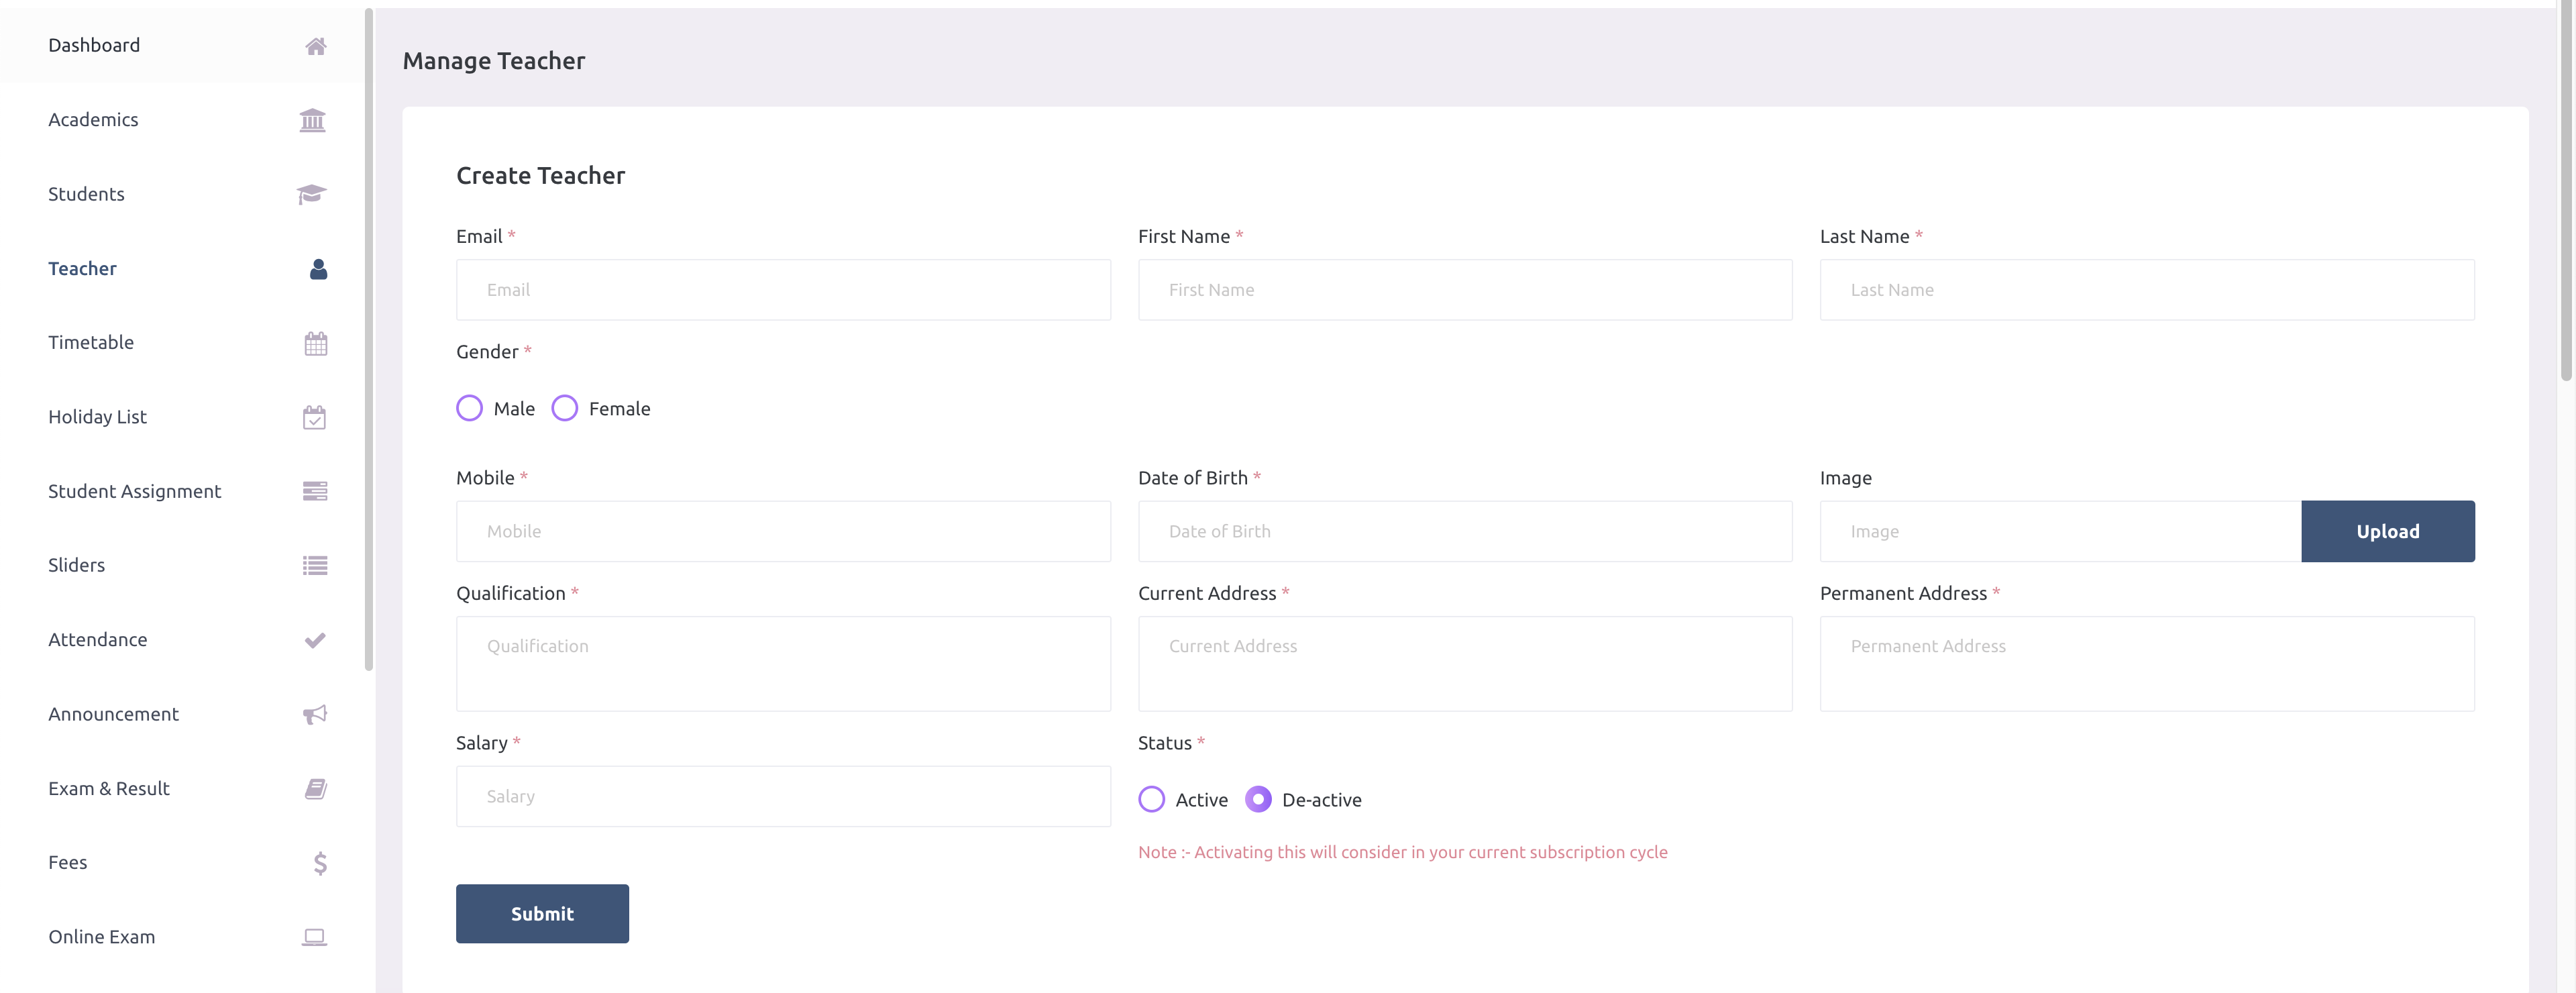 Dashboard
Academics
Students
Teacher
Timetable
Holiday List
Student Assignment
Sliders
Attendance
Announcement
Exam & Result
Fees
Online Exam
Manage Teacher
Create Teacher
Email * First Name * Last Name *
Email First Name Last Name
Gender *
Male Female
Mobile * Date of Birth * Image
Mobile Date of Birth Image Upload
Qualification * Current Address * Permanent Address *
Qualification Current Address Permanent Address
Salary * Status *
Salary Active De-active
Note :- Activating this will consider in your current subscription cycle
Submit